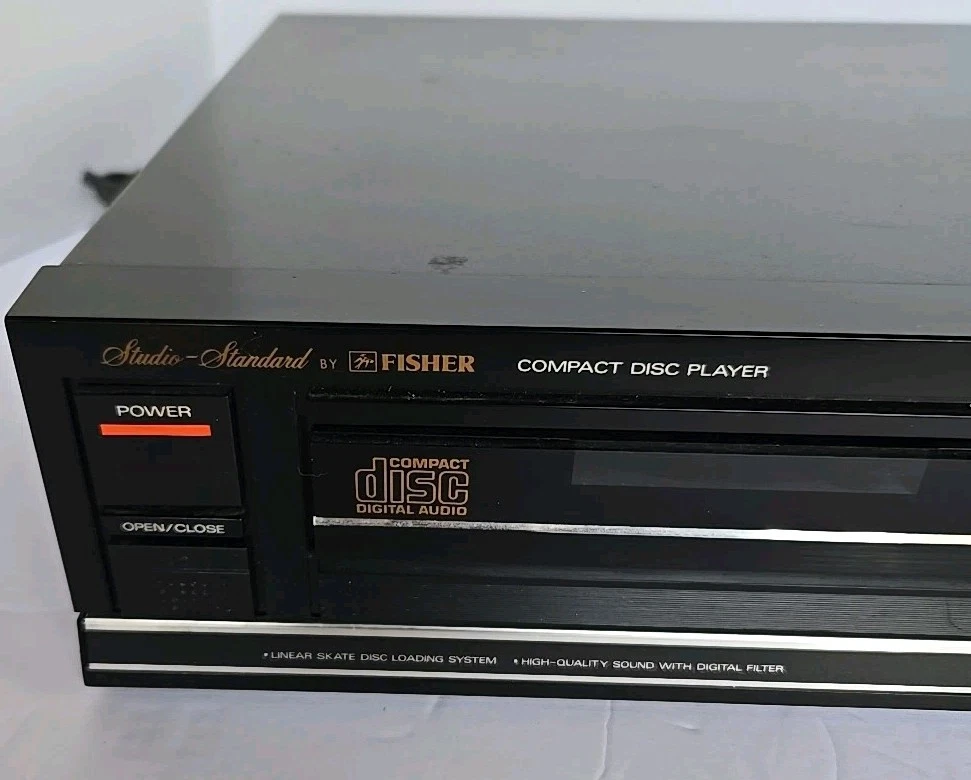 Studio-Standard BY FISHER COMPACT DISC PLAYER
POWER
COMPACT
disc
DIGITAL AUDIO
OPEN/CLOSE
•LINEAR SKATE DISC LOADING SYSTEM •HIGH-QUALITY SOUND WITH DIGITAL FILTER